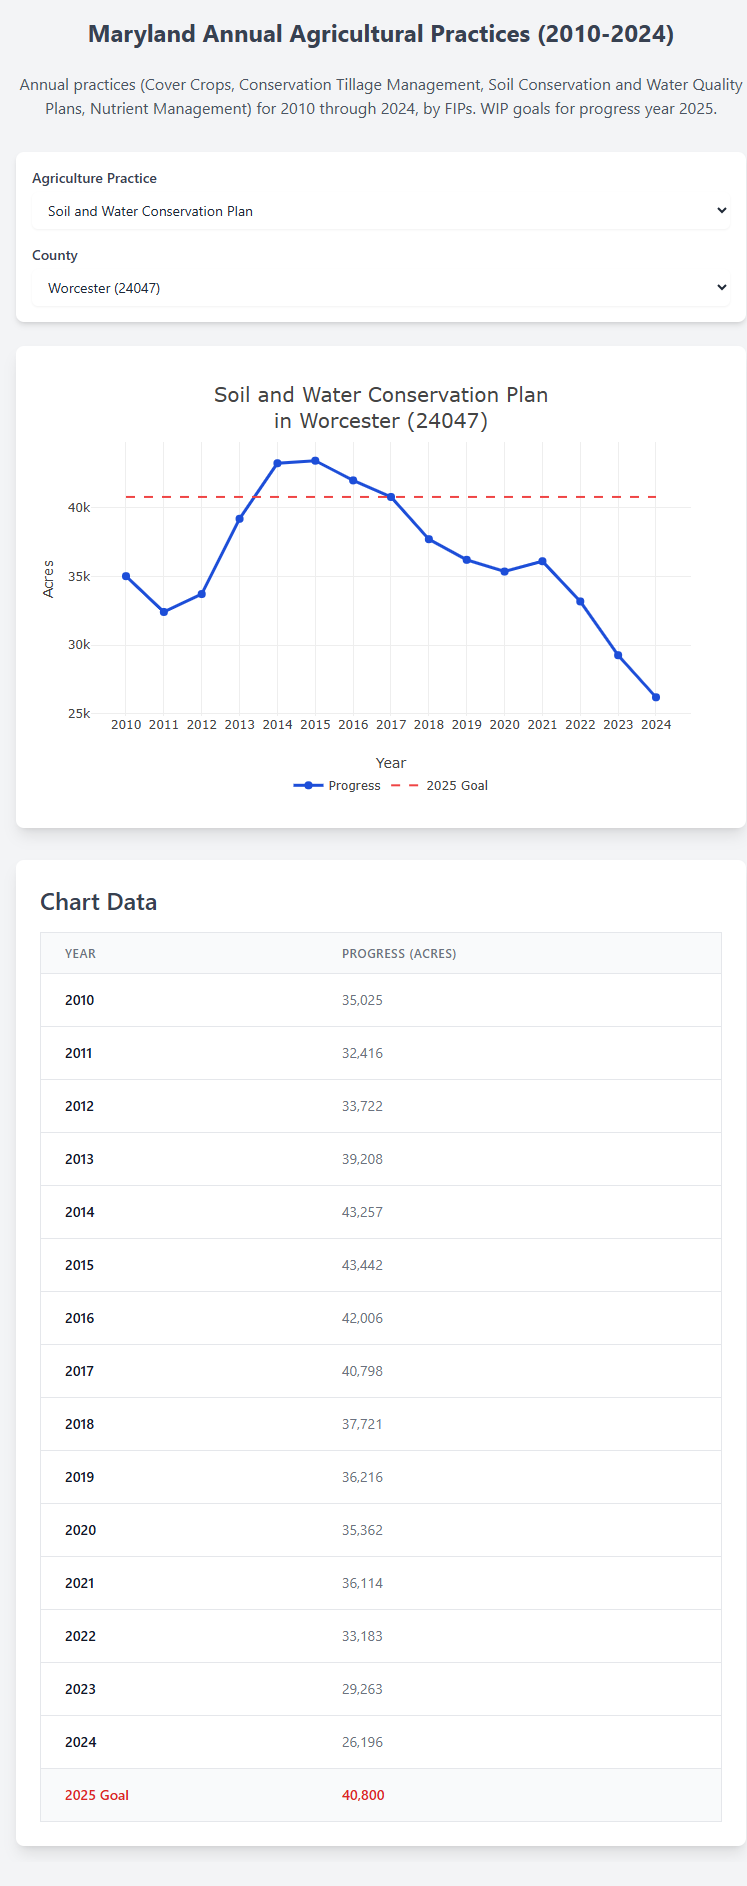 Maryland Annual Agricultural Practices (2010-2024)
Annual practices (Cover Crops, Conservation Tillage Management, Soil Conservation and Water Quality
Plans, Nutrient Management) for 2010 through 2024, by FIPs. WIP goals for progress year 2025.
Agriculture Practice
Soil and Water Conservation Plan
County
Worcester (24047)
Soil and Water Conservation Plan
in Worcester (24047)
Acres
40k
35k
30k
25k
2010 2011 2012 2013 2014 2015 2016 2017 2018 2019 2020 2021 2022 2023 2024
Year
Progress 2025 Goal
Chart Data
YEAR PROGRESS (ACRES)
2010 35,025
2011 32,416
2012 33,722
2013 39,208
2014 43,257
2015 43,442
2016 42,006
2017 40,798
2018 37,721
2019 36,216
2020 35,362
2021 36,114
2022 33,183
2023 29,263
2024 26,196
2025 Goal 40,800